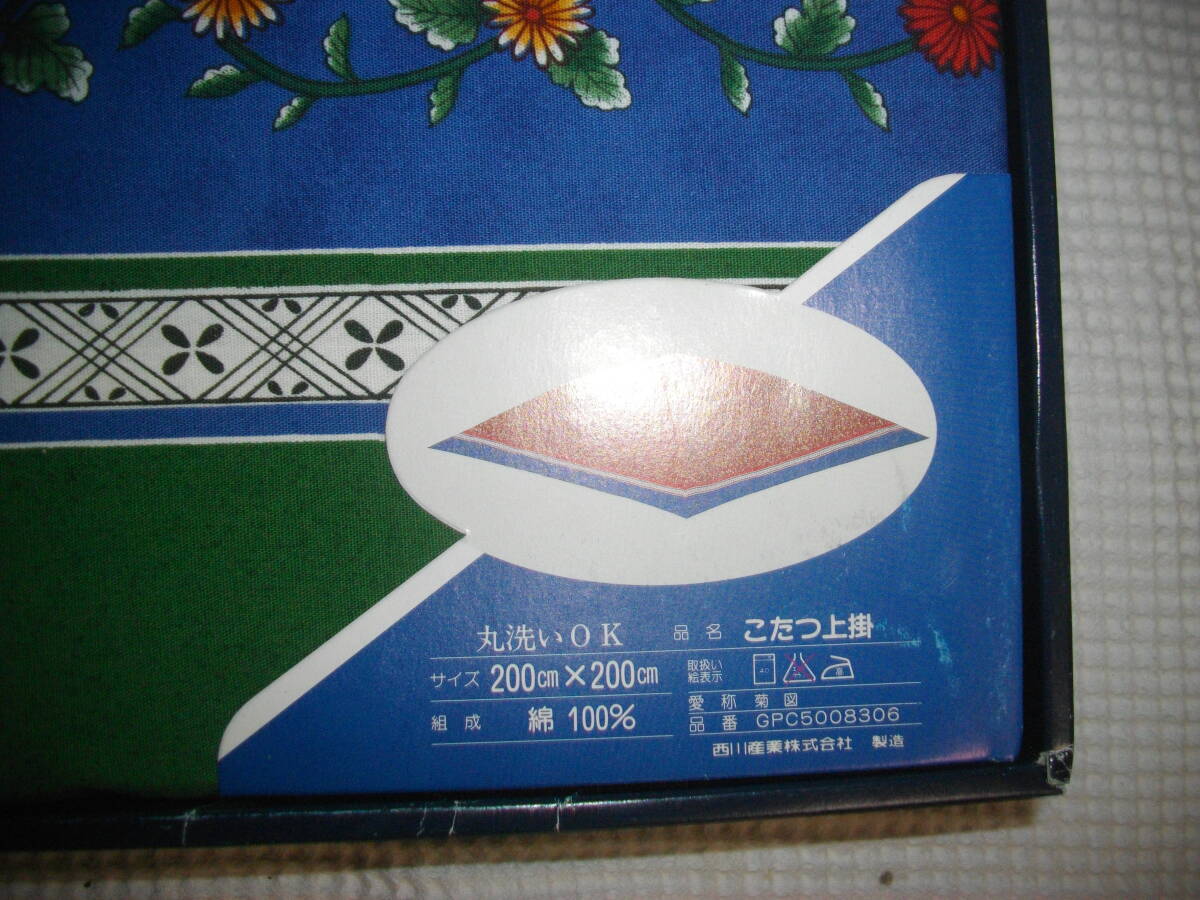 丸洗いＯＫ
サイズ 200㎝×200㎝
組成 綿 100%
品名 こたつ上掛
取扱い
絵表示
愛称 菊図
品番 GPC5008306
西川産業株式会社 製造